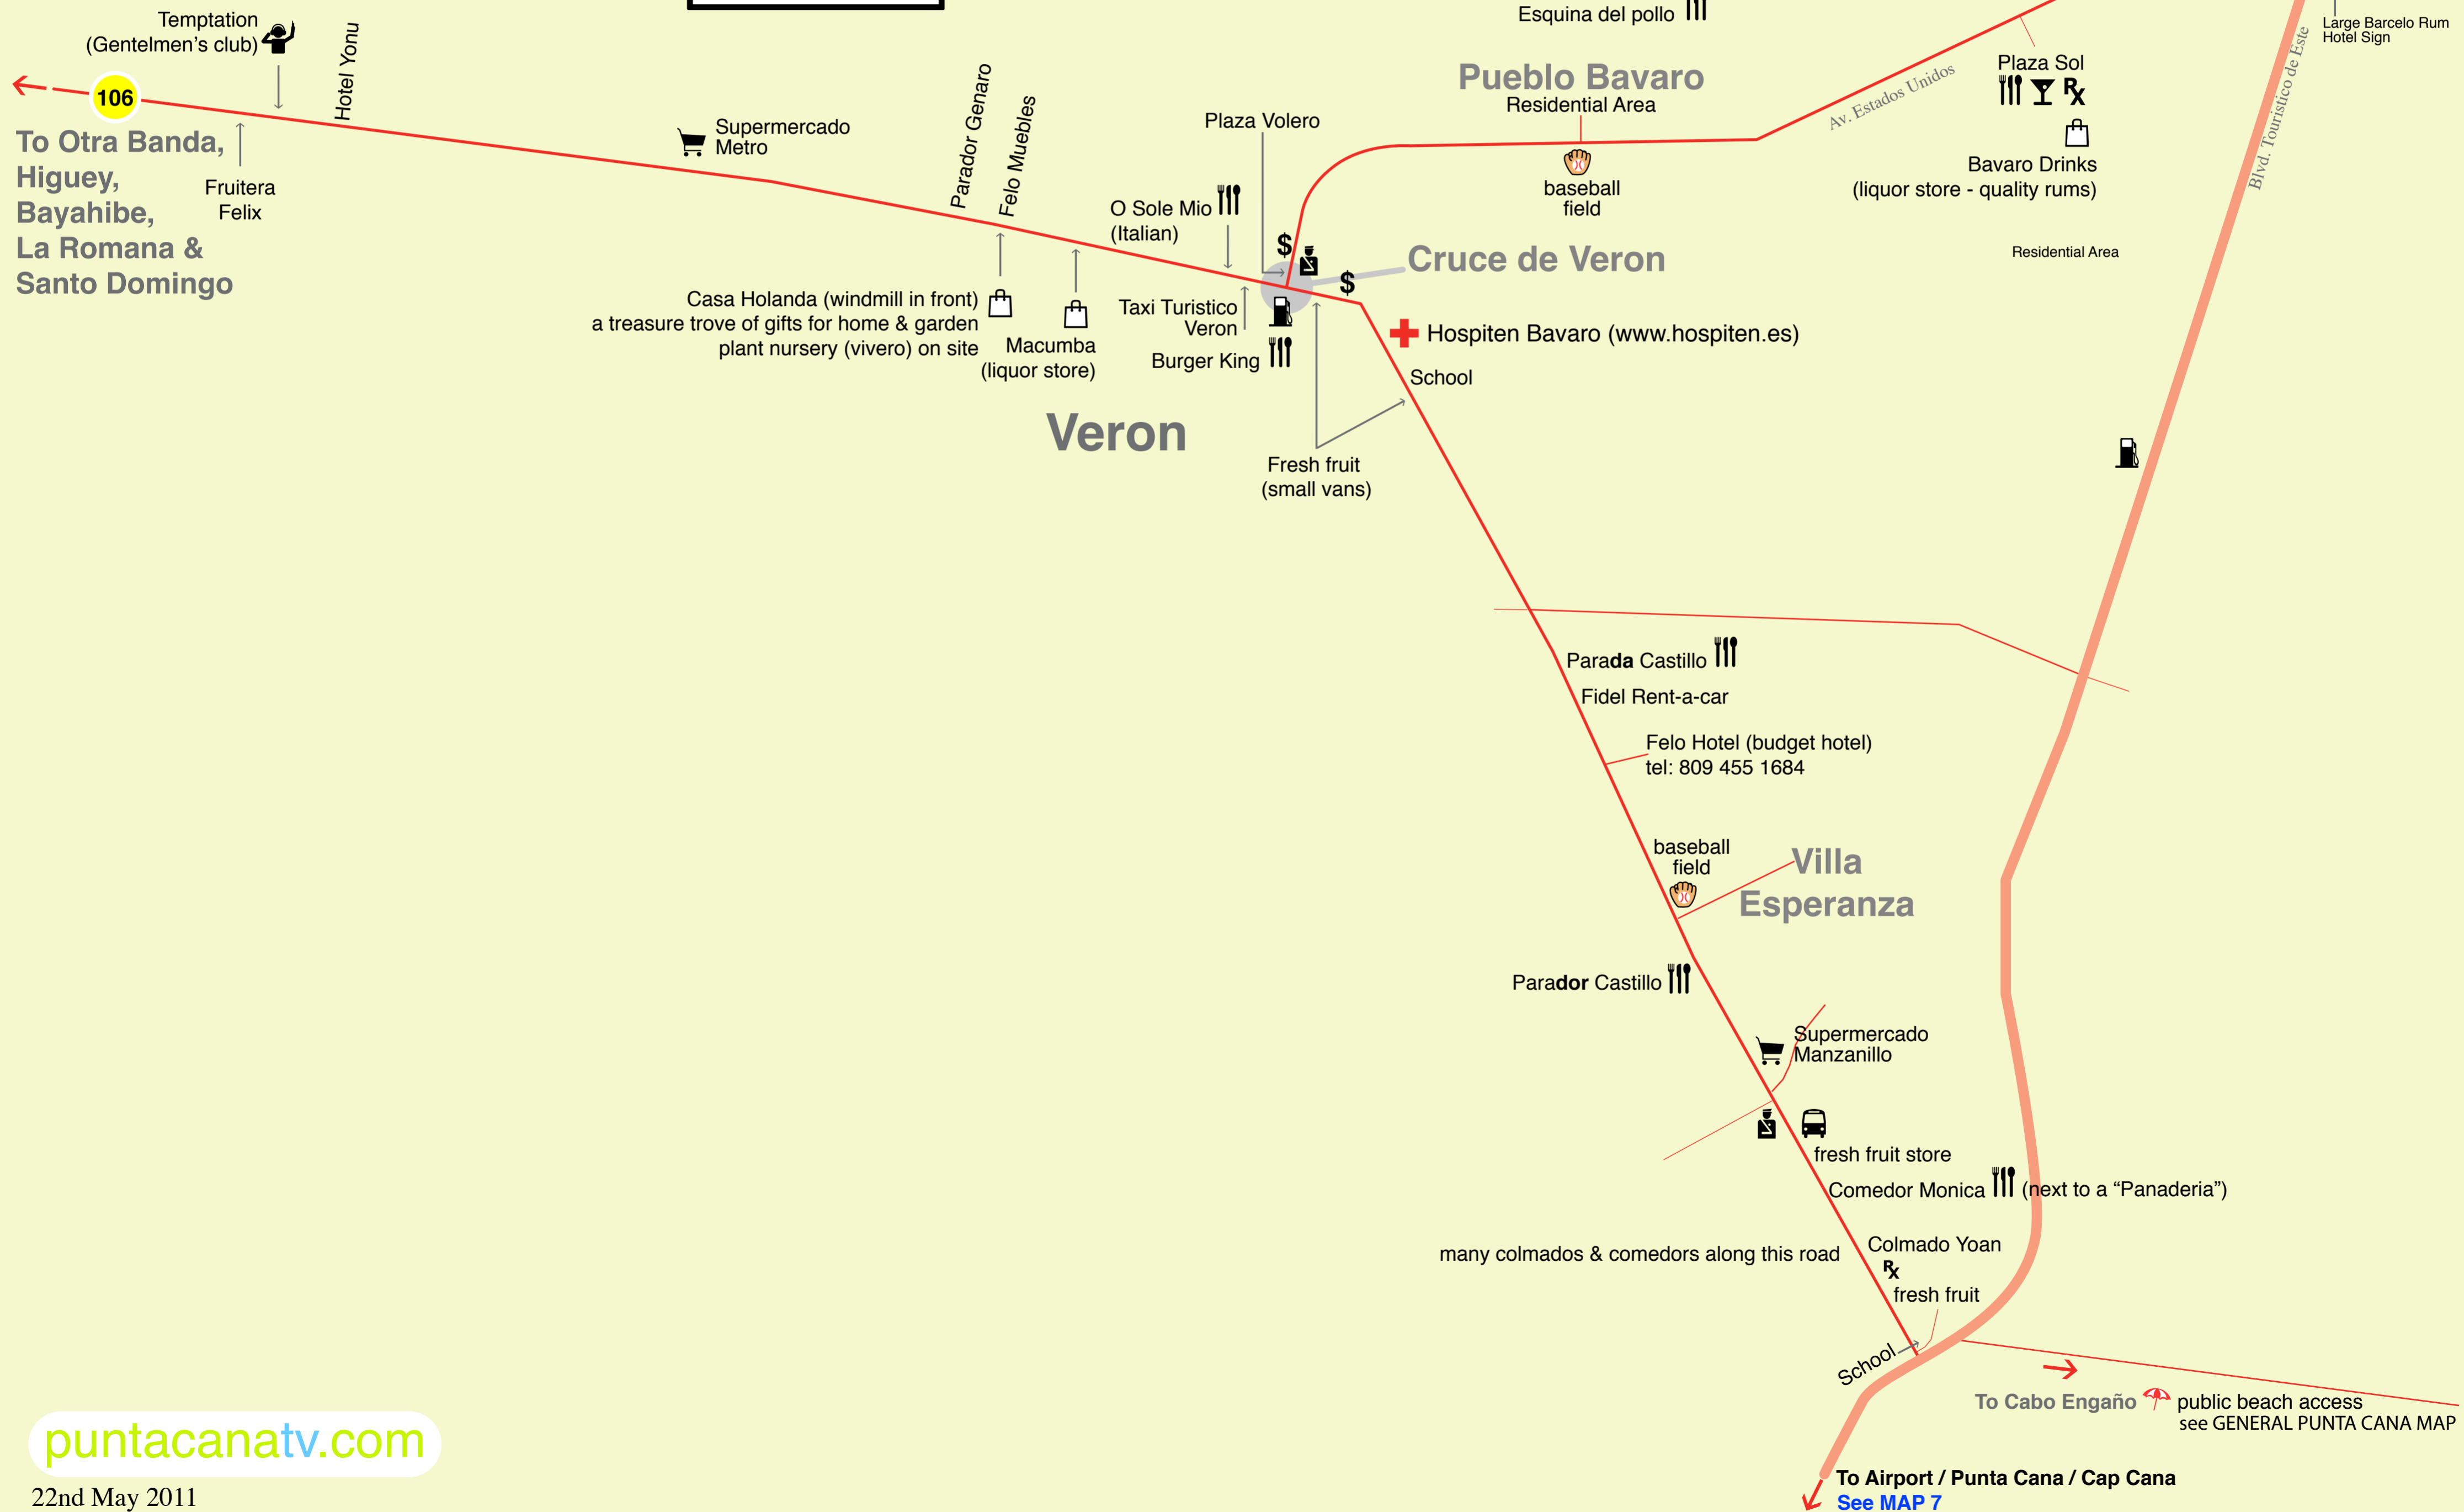 Temptation
(Gentelmen's club)
Hotel Yonu
106
To Otra Banda,
Higuey,
Bayahibe,
La Romana &
Santo Domingo
Fruitera
Felix
Supermercado
Metro
Parador Genaro
Felo Muebles
Casa Holanda (windmill in front)
a treasure trove of gifts for home & garden
plant nursery (vivero) on site
Macumba
(liquor store)
O Sole Mio
(Italian)
Plaza Volero
Taxi Turistico
Veron
Burger King
Veron
$
$
Cruce de Veron
Esquina del pollo
Pueblo Bavaro
Residential Area
baseball
field
Av. Estados Unidos
Plaza Sol
Rx
Bavaro Drinks
(liquor store - quality rums)
Residential Area
Blvd. Touristico de Este
Large Barcelo Rum
Hotel Sign
Hospiten Bavaro (www.hospiten.es)
School
Fresh fruit
(small vans)
Parada Castillo
Fidel Rent-a-car
Felo Hotel (budget hotel)
tel: 809 455 1684
baseball
field
Villa
Esperanza
Parador Castillo
Supermercado
Manzanillo
fresh fruit store
Comedor Monica (next to a “Panaderia”)
many colmados & comedors along this road
Colmado Yoan
Rx
fresh fruit
School
To Cabo Engaño public beach access
see GENERAL PUNTA CANA MAP
To Airport / Punta Cana / Cap Cana
See MAP 7
puntacanatv.com
22nd May 2011